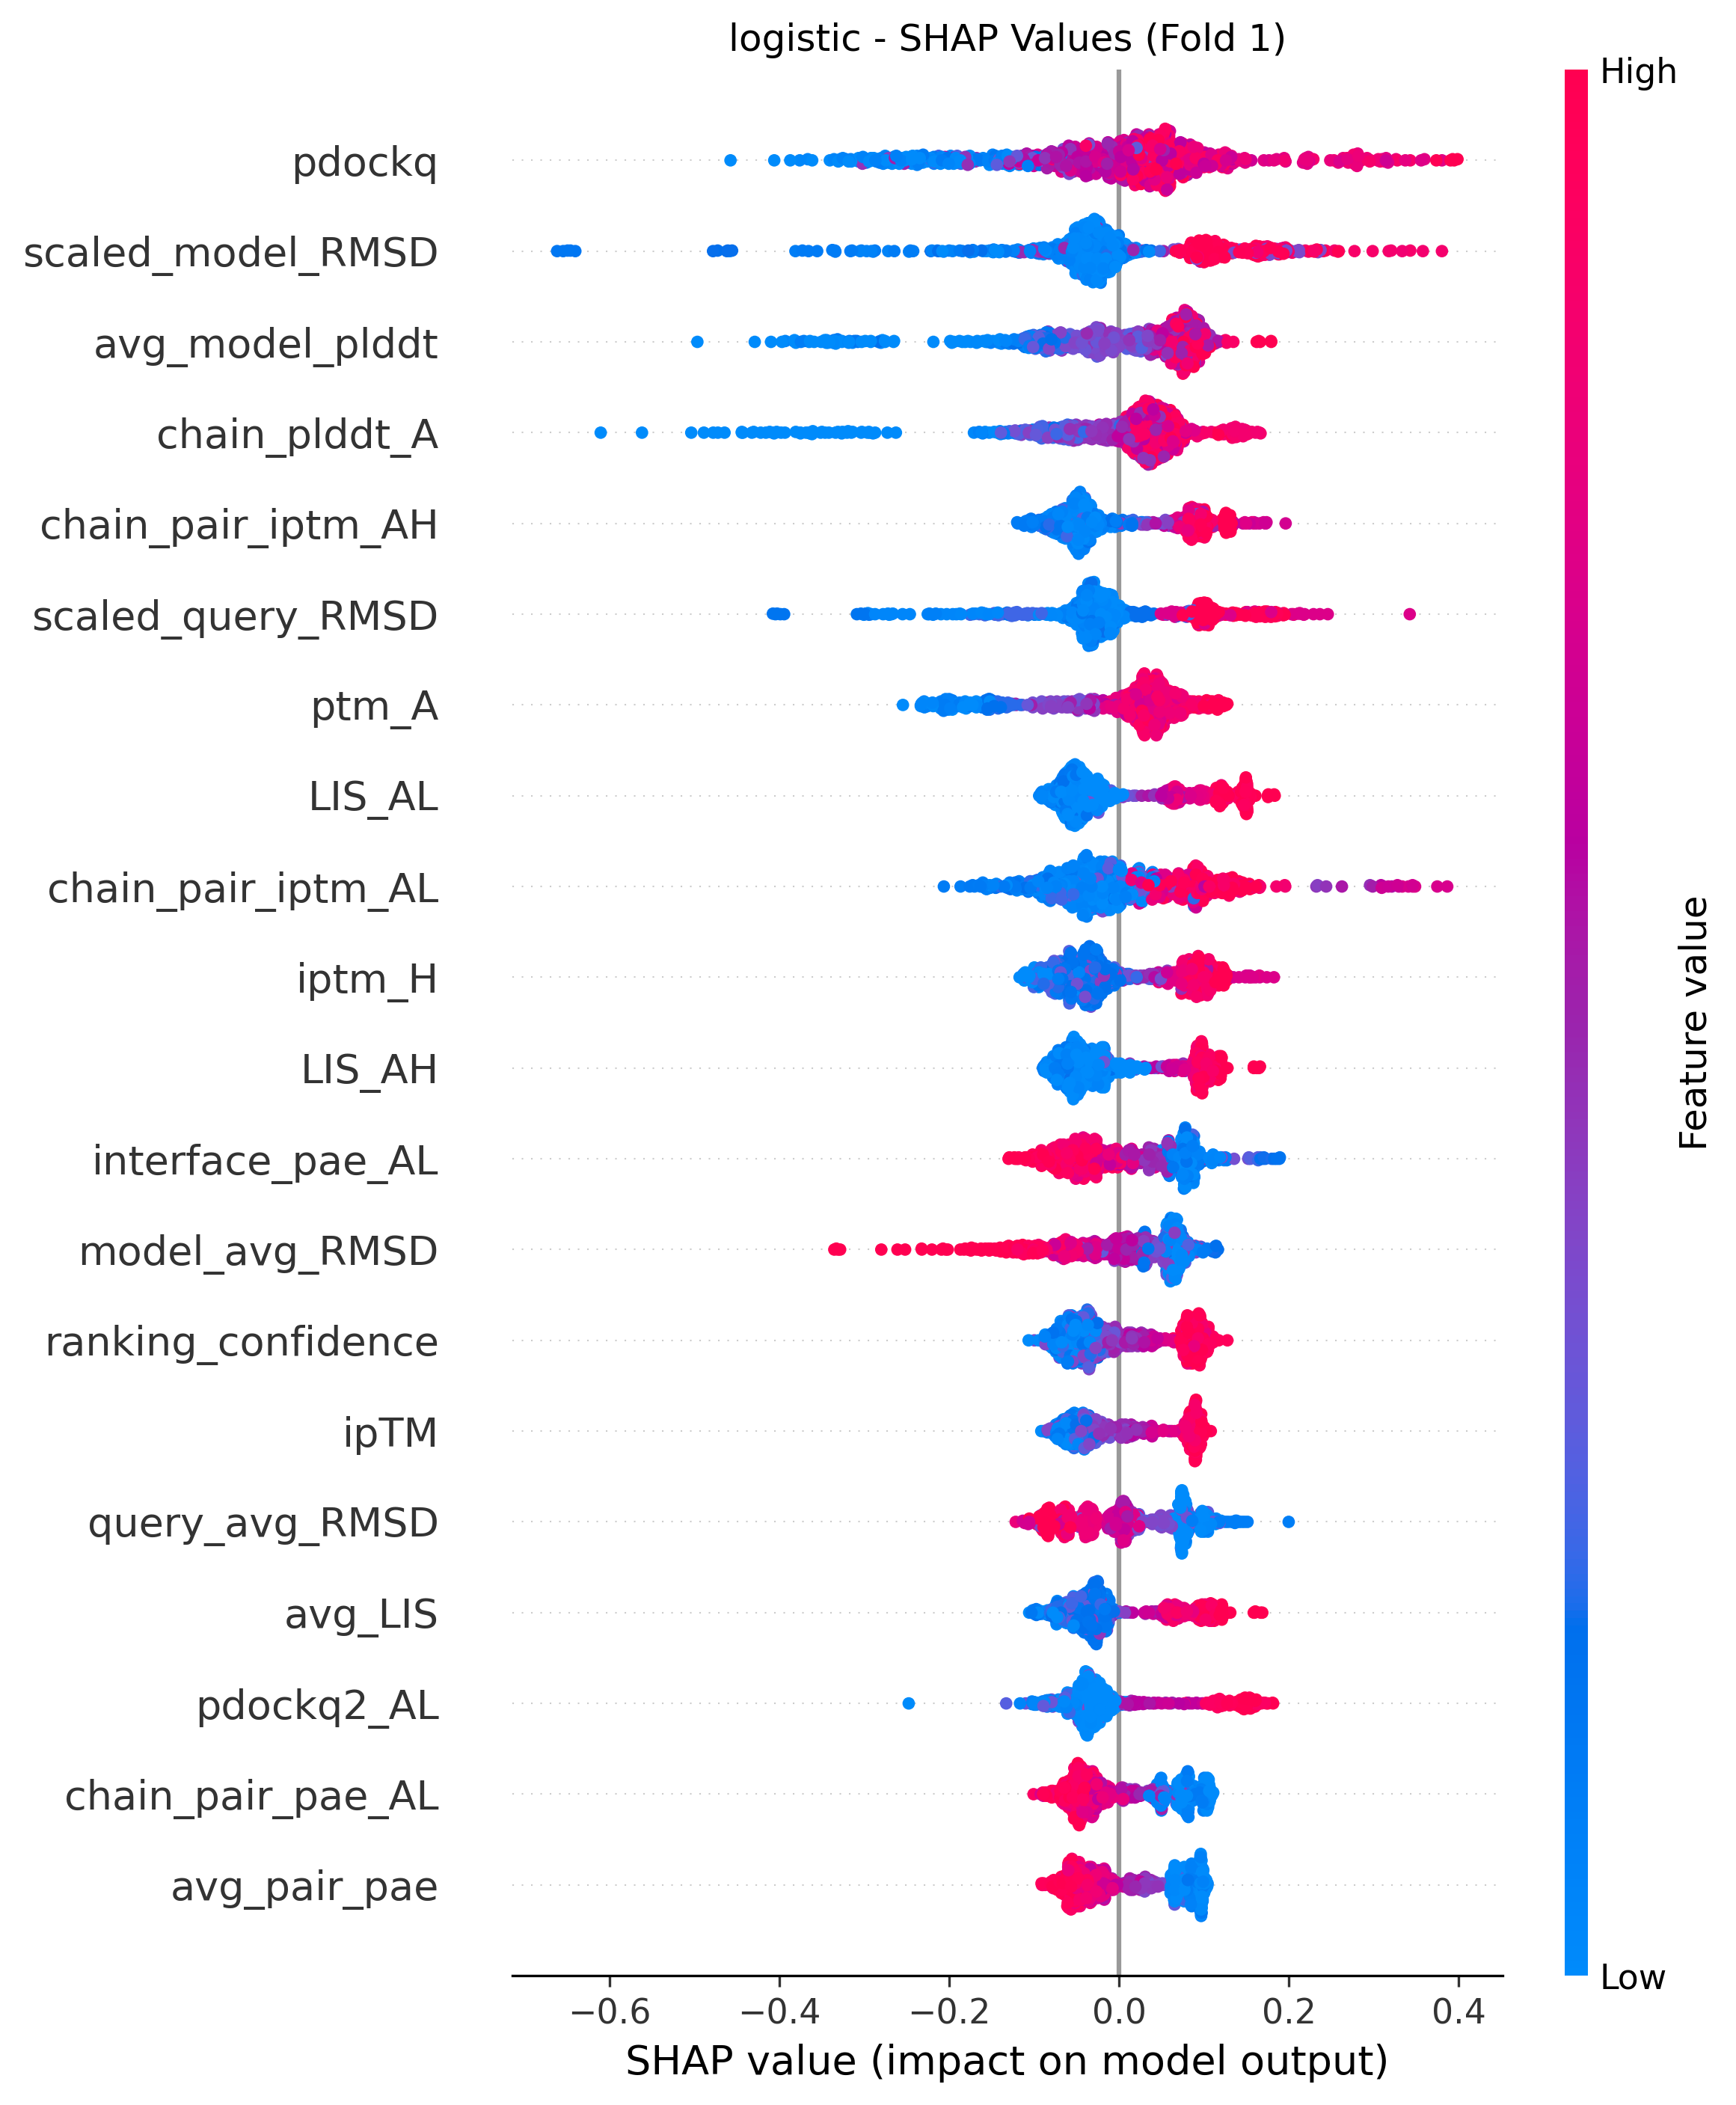 logistic - SHAP Values (Fold 1)
High
pdockq
scaled_model_RMSD
avg_model_plddt
chain_plddt_A
chain_pair_iptm_AH
scaled_query_RMSD
ptm_A
LIS_AL
chain_pair_iptm_AL
iptm_H
LIS_AH
interface_pae_AL
model_avg_RMSD
ranking_confidence
ipTM
query_avg_RMSD
avg_LIS
pdockq2_AL
chain_pair_pae_AL
avg_pair_pae
Feature value
Low
−0.6 −0.4 −0.2 0.0 0.2 0.4
SHAP value (impact on model output)